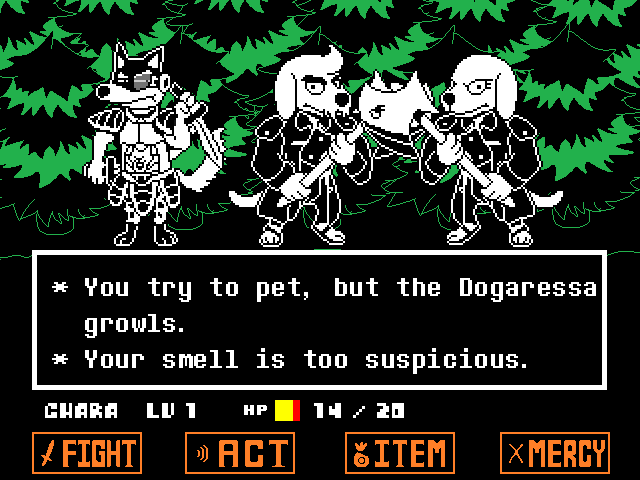 * You try to pet, but the Dogaressa
growls.
* Your smell is too suspicious.
CHARA LV 1 HP 14 / 20
FIGHT ACT ITEM MERCY